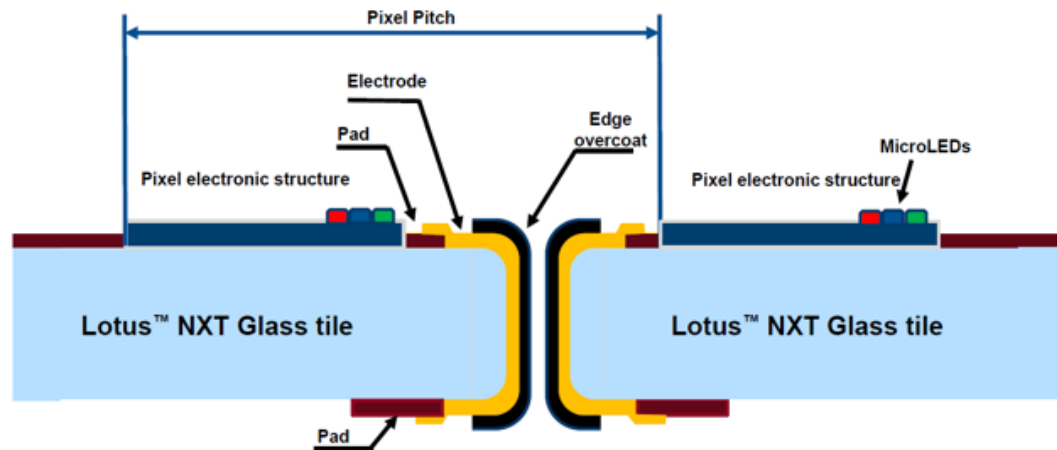 Pixel Pitch
Electrode
Pad
Edge
overcoat
MicroLEDs
Pixel electronic structure
Pixel electronic structure
Lotus™ NXT Glass tile
Lotus™ NXT Glass tile
Pad